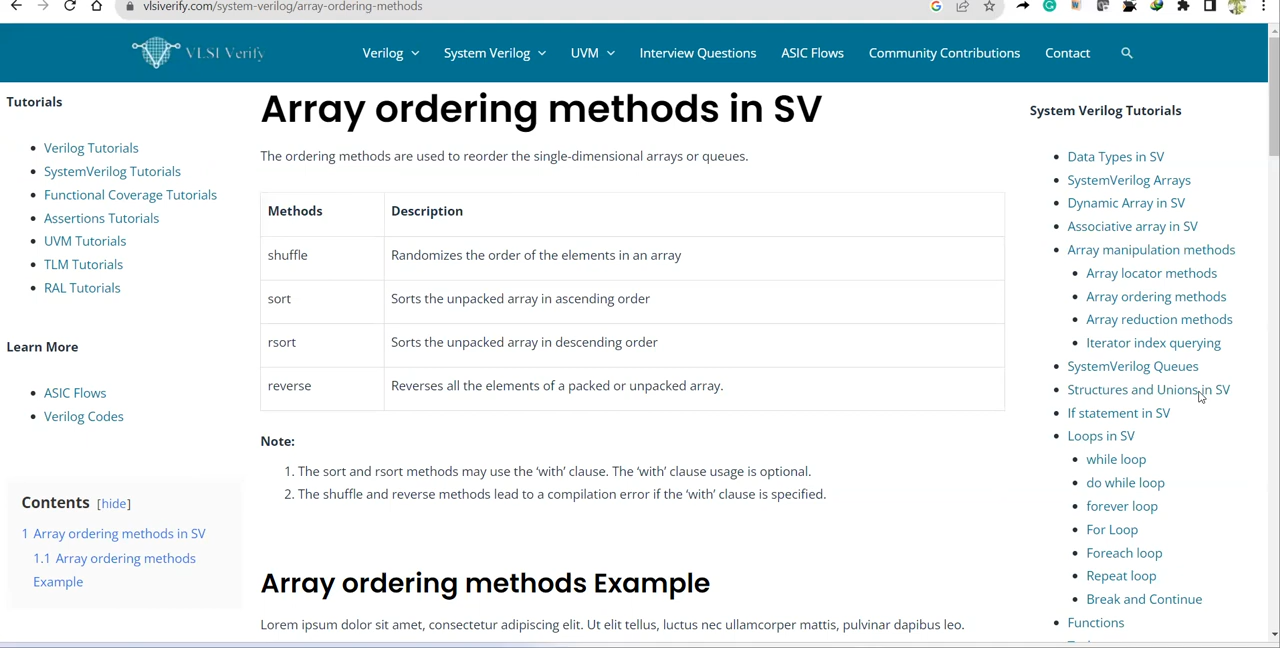 vlsiverify.com/system-verilog/array-ordering-methods
VLSI Verify
Verilog
System Verilog
UVM
Interview Questions
ASIC Flows
Community Contributions
Contact
Tutorials
Verilog Tutorials
SystemVerilog Tutorials
Functional Coverage Tutorials
Assertions Tutorials
UVM Tutorials
TLM Tutorials
RAL Tutorials
Learn More
ASIC Flows
Verilog Codes
Contents [hide]
1 Array ordering methods in SV
1.1 Array ordering methods
Example
Array ordering methods in SV
The ordering methods are used to reorder the single-dimensional arrays or queues.
Methods Description
shuffle Randomizes the order of the elements in an array
sort Sorts the unpacked array in ascending order
rsort Sorts the unpacked array in descending order
reverse Reverses all the elements of a packed or unpacked array.
Note:
1. The sort and rsort methods may use the ‘with’ clause. The ‘with’ clause usage is optional.
2. The shuffle and reverse methods lead to a compilation error if the ‘with’ clause is specified.
Array ordering methods Example
Lorem ipsum dolor sit amet, consectetur adipiscing elit. Ut elit tellus, luctus nec ullamcorper mattis, pulvinar dapibus leo.
System Verilog Tutorials
Data Types in SV
SystemVerilog Arrays
Dynamic Array in SV
Associative array in SV
Array manipulation methods
Array locator methods
Array ordering methods
Array reduction methods
Iterator index querying
SystemVerilog Queues
Structures and Unions in SV
If statement in SV
Loops in SV
while loop
do while loop
forever loop
For Loop
Foreach loop
Repeat loop
Break and Continue
Functions